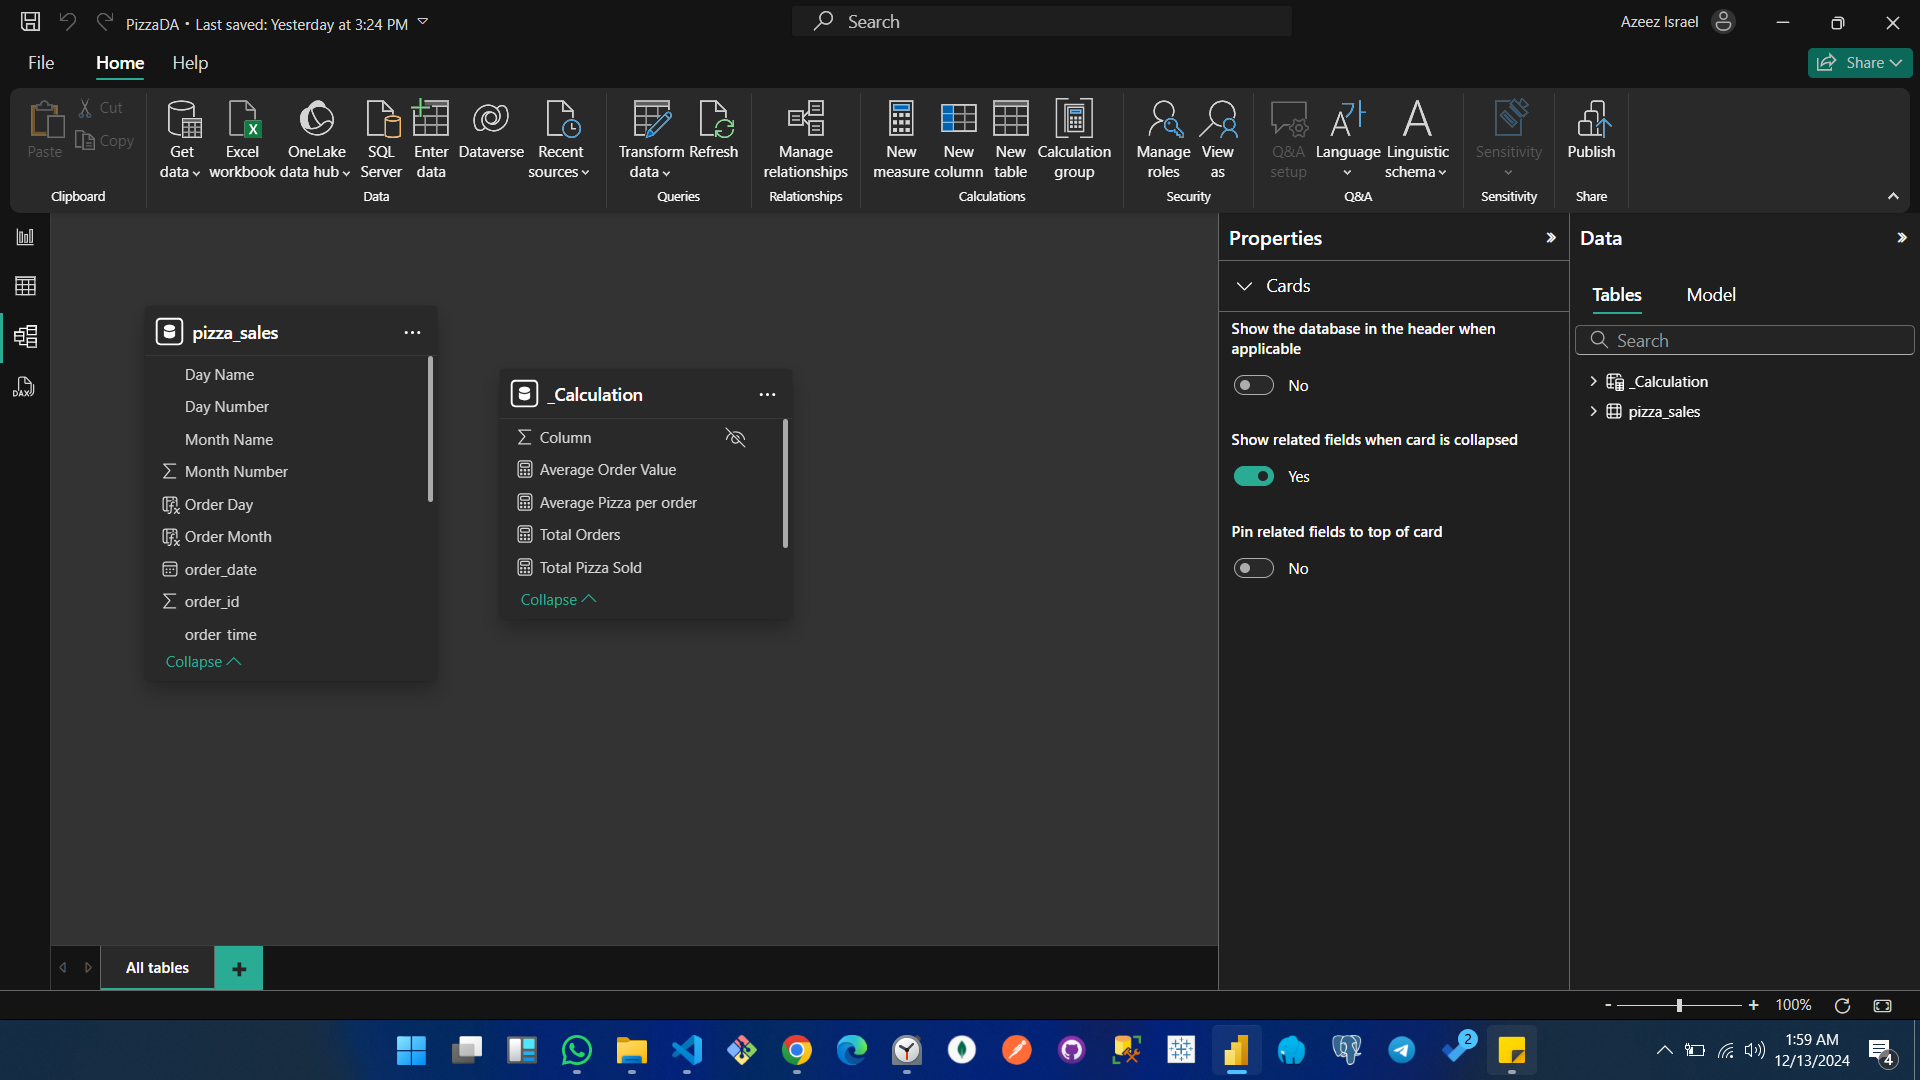 PizzaDA • Last saved: Yesterday at 3:24 PM
Search
Azeez Israel
File
Home
Help
Share
Paste
Cut
Copy
Clipboard
Get data
Excel workbook
OneLake data hub
SQL Server
Enter data
Dataverse
Recent sources
Data
Transform data
Refresh
Queries
Manage relationships
Relationships
New measure
New column
New table
Calculation group
Calculations
Manage roles
View as
Security
Q&A setup
Language
Linguistic schema
Q&A
Sensitivity
Sensitivity
Publish
Share
DAX
pizza_sales
Day Name
Day Number
Month Name
Month Number
Order Day
Order Month
order_date
order_id
order_time
Collapse
_Calculation
Column
Average Order Value
Average Pizza per order
Total Orders
Total Pizza Sold
Collapse
Properties
Cards
Show the database in the header when
applicable
No
Show related fields when card is collapsed
Yes
Pin related fields to top of card
No
Data
Tables
Model
Search
_Calculation
pizza_sales
All tables
+
- + 100%
2
1:59 AM
12/13/2024
4